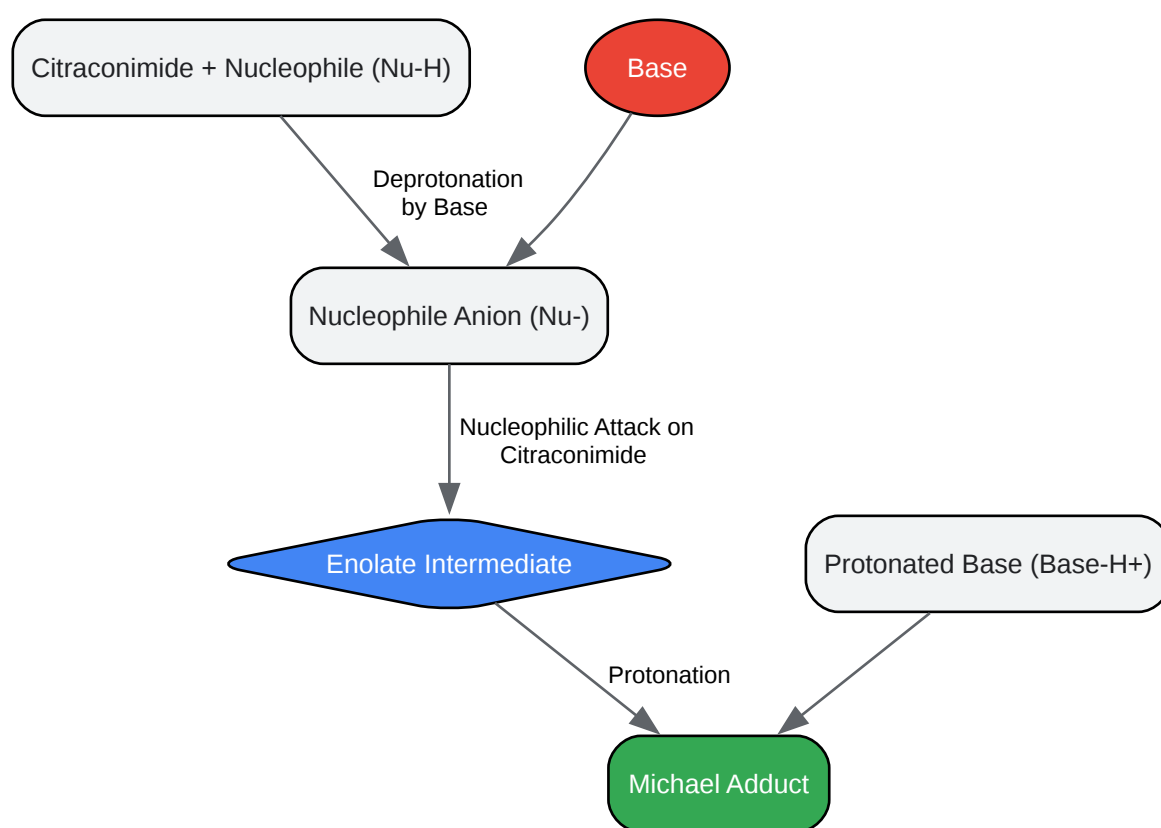 Citraconimide + Nucleophile (Nu-H)
Base
Deprotonation
by Base
Nucleophile Anion (Nu-)
Nucleophilic Attack on
Citraconimide
Enolate Intermediate
Protonated Base (Base-H+)
Protonation
Michael Adduct